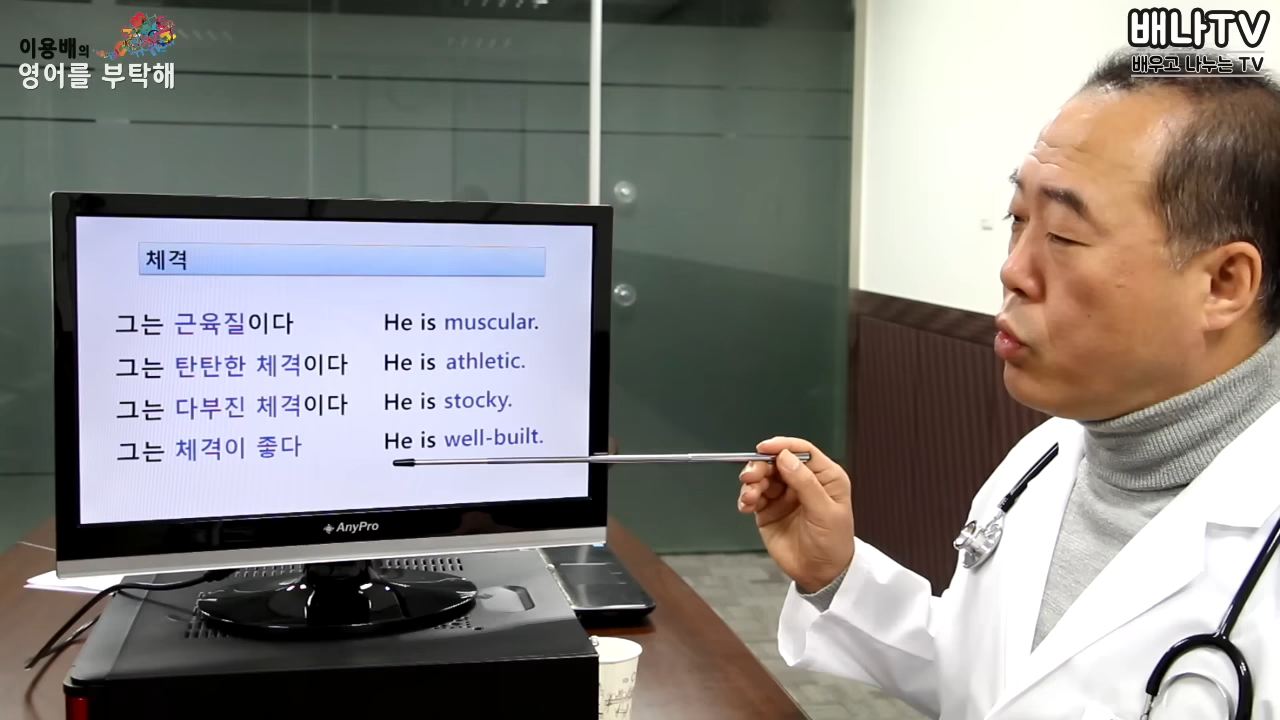 이용배의
영어를 부탁해
배나TV
배우고 나누는 TV
체격
그는 근육질이다 He is muscular.
그는 탄탄한 체격이다 He is athletic.
그는 다부진 체격이다 He is stocky.
그는 체격이 좋다 He is well-built.
AnyPro